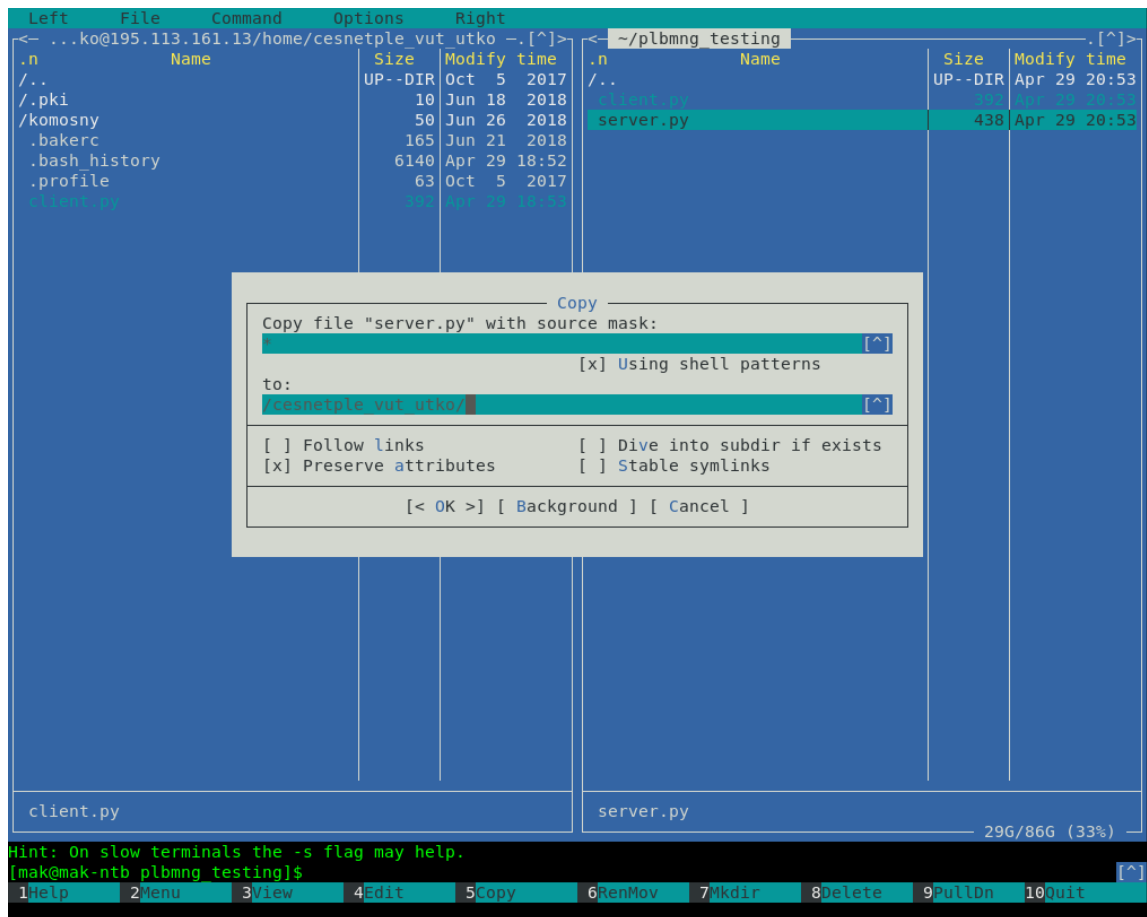 Left File Command Options Right
<— ...ko@195.113.161.13/home/cesnetple_vut_utko —.[^]> <— ~/plbmng_testing —.[^]>
.n Name Size Modify time .n Name Size Modify time
/.. UP--DIR Oct 5 2017 /.. UP--DIR Apr 29 20:53
/.pki 10 Jun 18 2018 client.py 392 Apr 29 20:53
/komosny 50 Jun 26 2018 server.py 438 Apr 29 20:53
.bakerc 165 Jun 21 2018
.bash_history 6140 Apr 29 18:52
.profile 63 Oct 5 2017
client.py 392 Apr 29 18:53
Copy
Copy file "server.py" with source mask:
* [^]
[x] Using shell patterns
to:
/cesnetple_vut_utko/ [^]
[ ] Follow links [ ] Dive into subdir if exists
[x] Preserve attributes [ ] Stable symlinks
[< OK >] [ Background ] [ Cancel ]
client.py server.py
29G/86G (33%)
Hint: On slow terminals the -s flag may help.
[mak@mak-ntb plbmng_testing]$ [^]
1Help 2Menu 3View 4Edit 5Copy 6RenMov 7Mkdir 8Delete 9PullDn 10Quit